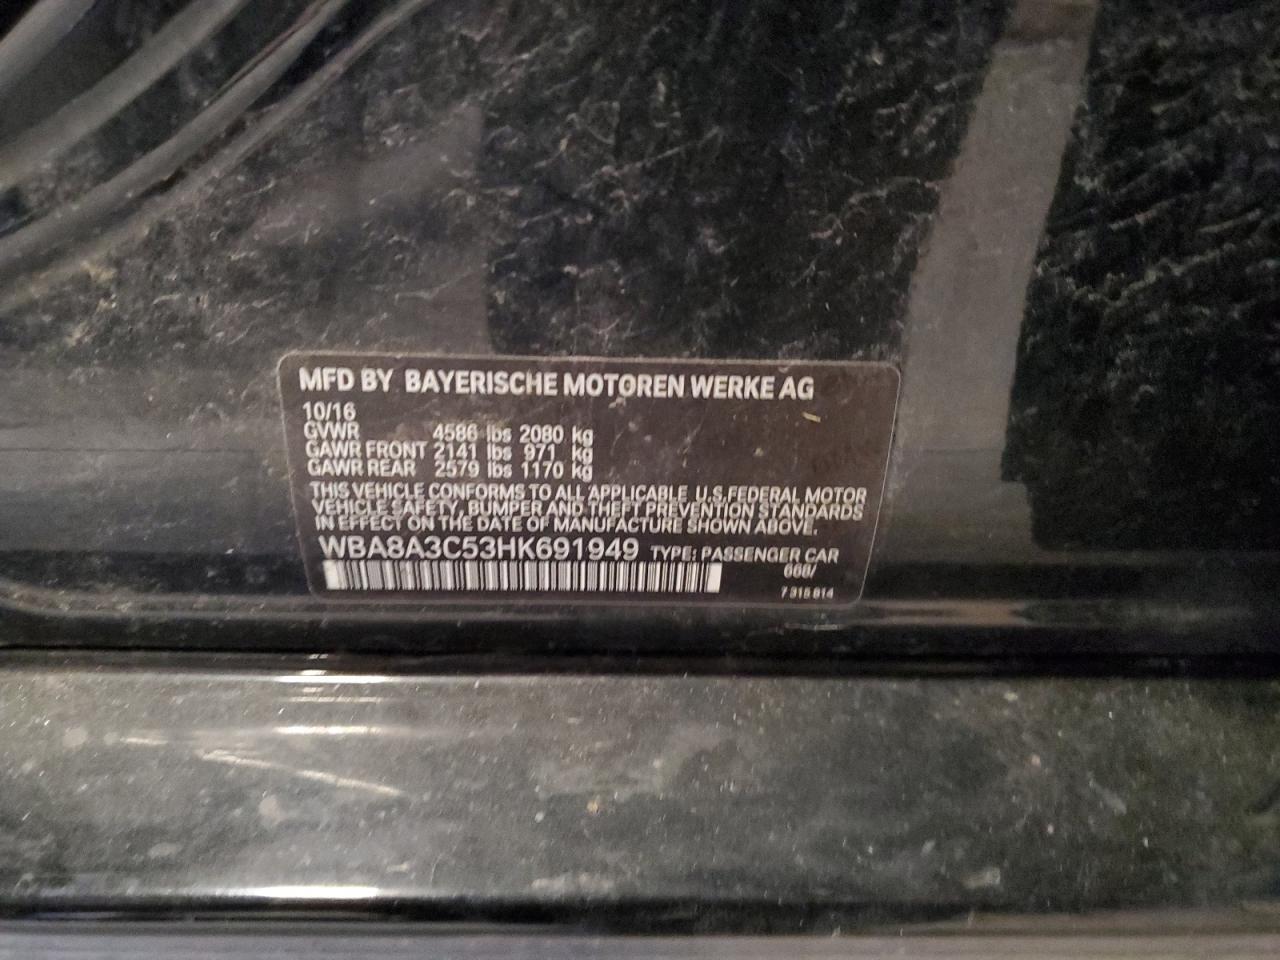 MFD BY BAYERISCHE MOTOREN WERKE AG
10/16
GVWR 4586 lbs 2080 kg
GAWR FRONT 2141 lbs 971 kg
GAWR REAR 2579 lbs 1170 kg
THIS VEHICLE CONFORMS TO ALL APPLICABLE U.S.FEDERAL MOTOR
VEHICLE SAFETY, BUMPER AND THEFT PREVENTION STANDARDS
IN EFFECT ON THE DATE OF MANUFACTURE SHOWN ABOVE.
WBA8A3C53HK691949 TYPE: PASSENGER CAR
7 315 614